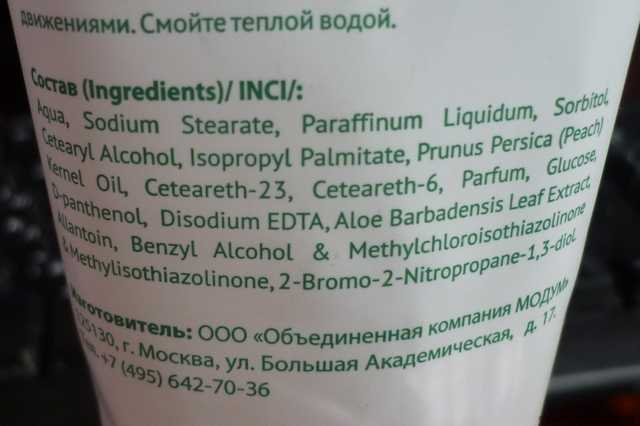 движениями. Смойте теплой водой.
Состав (Ingredients)/ INCI/:
Aqua, Sodium Stearate, Paraffinum Liquidum, Sorbitol,
Cetearyl Alcohol, Isopropyl Palmitate, Prunus Persica (Peach)
Kernel Oil, Ceteareth-23, Ceteareth-6, Parfum, Glucose,
D-panthenol, Disodium EDTA, Aloe Barbadensis Leaf Extract,
Allantoin, Benzyl Alcohol & Methylchloroisothiazolinone
& Methylisothiazolinone, 2-Bromo-2-Nitropropane-1,3-diol.
Изготовитель: ООО «Объединенная компания МОДУМ»
125130, г. Москва, ул. Большая Академическая, д. 17.
Тел. +7 (495) 642-70-36